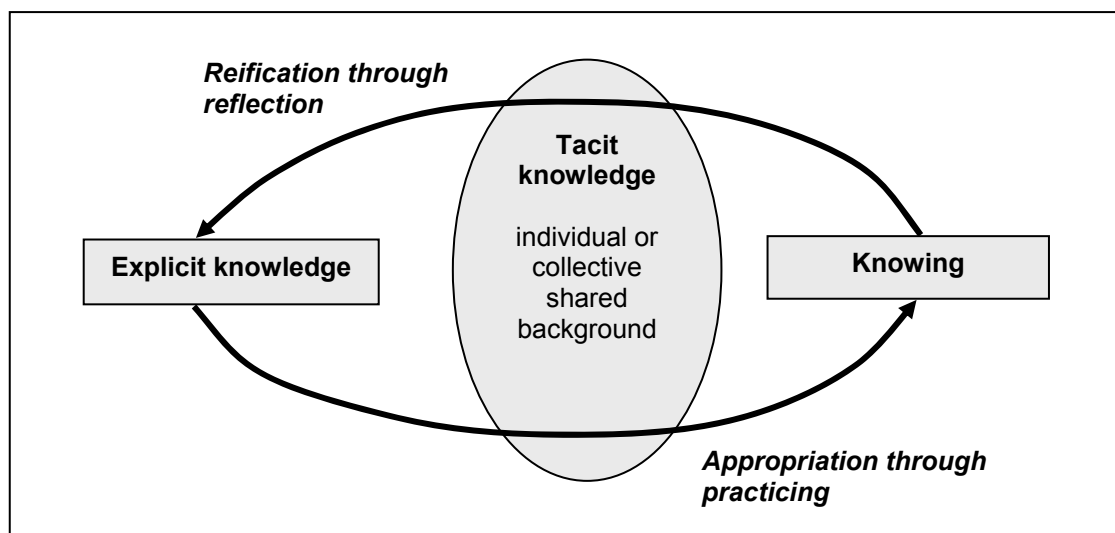 Reification through
reflection
Tacit
knowledge
individual or
collective
shared
background
Explicit knowledge
Knowing
Appropriation through
practicing